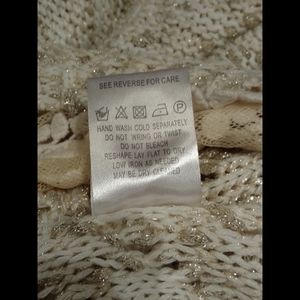 SEE REVERSE FOR CARE
HAND WASH COLD SEPARATELY
DO NOT WRING OR TWIST
DO NOT BLEACH
RESHAPE LAY FLAT TO DRY
LOW IRON AS NEEDED
MAY BE DRY CLEANED